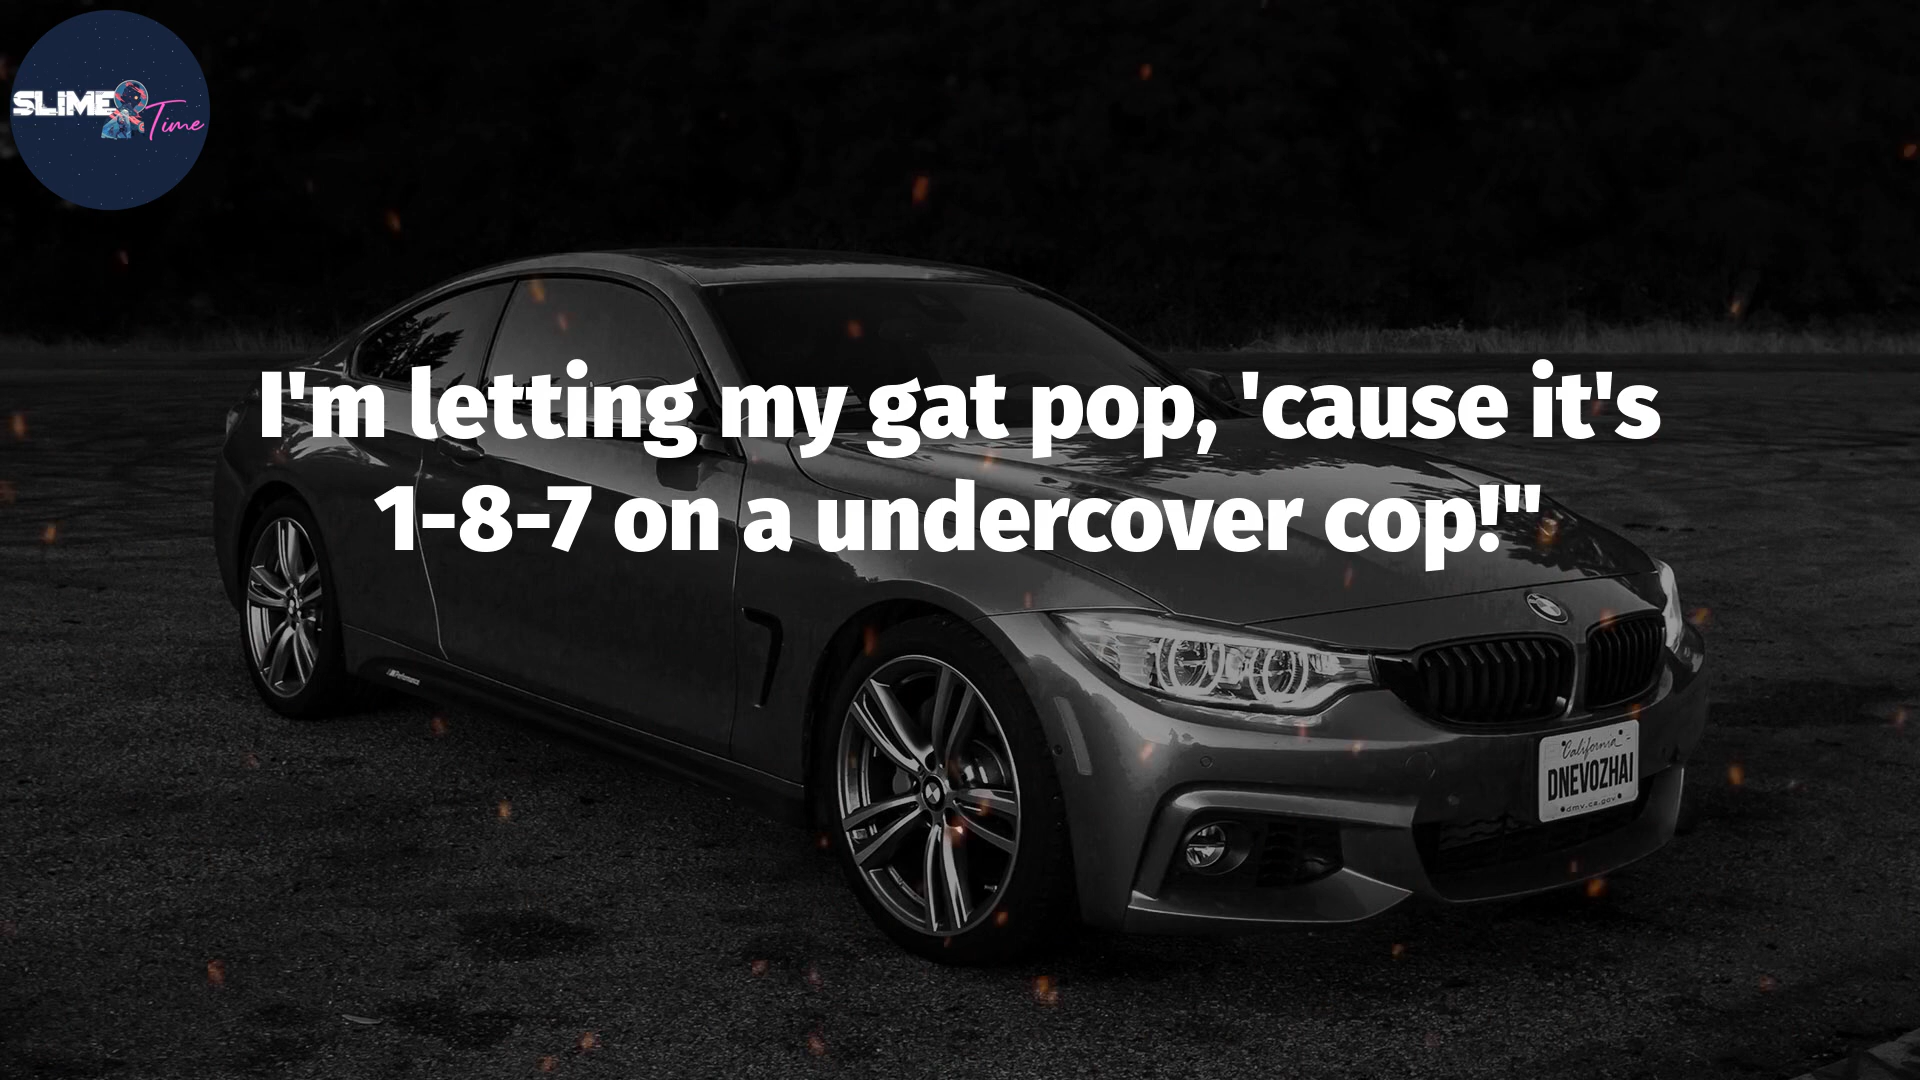 SLIME Time
I'm letting my gat pop, 'cause it's
1-8-7 on a undercover cop!"
California
DNEVOZHAI
dmv.ca.gov